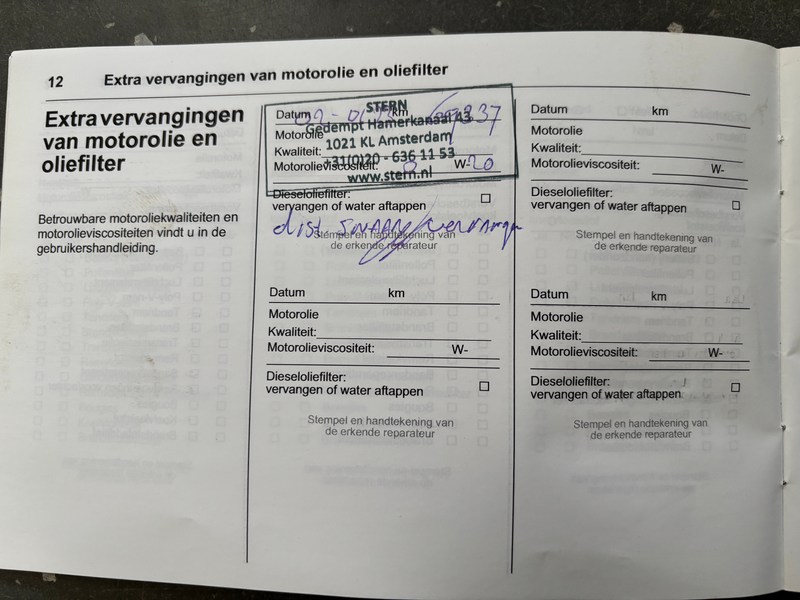 12 Extra vervangingen van motorolie en oliefilter
Extra vervangingen
van motorolie en
oliefilter
Betrouwbare motoroliekwaliteiten en
motorolieviscositeiten vindt u in de
gebruikershandleiding.
Datum km
Motorolie
Kwaliteit:
Motorolieviscositeit: W-20
STERN
Gedempt Hamerkanaal
1021 KL Amsterdam
+31(0)20 - 636 11 53
www.stern.nl
Dieseloliefilter:
vervangen of water aftappen
dist snaar vervangen
Stempel en handtekening van
de erkende reparateur
Datum km
Motorolie
Kwaliteit:
Motorolieviscositeit: W-
Dieseloliefilter:
vervangen of water aftappen
Stempel en handtekening van
de erkende reparateur
Datum km
Motorolie
Kwaliteit:
Motorolieviscositeit: W-
Dieseloliefilter:
vervangen of water aftappen
Stempel en handtekening van
de erkende reparateur
Datum km
Motorolie
Kwaliteit:
Motorolieviscositeit: W-
Dieseloliefilter:
vervangen of water aftappen
Stempel en handtekening van
de erkende reparateur